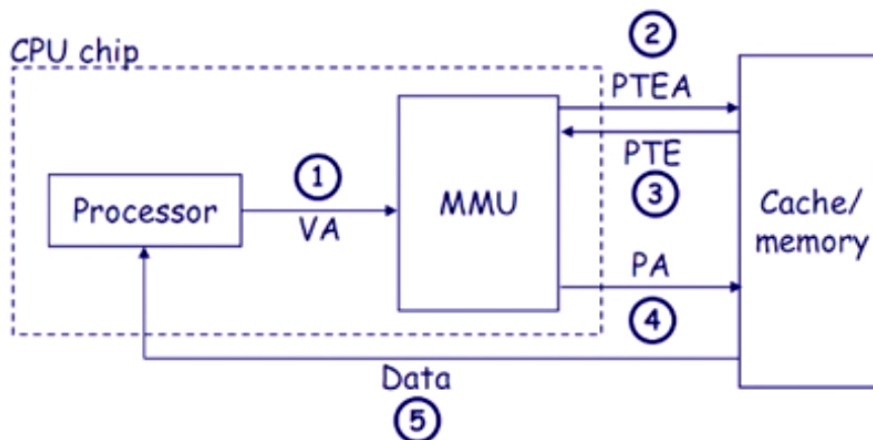 CPU chip
2
PTEA
PTE
3
1
Processor
VA
MMU
Cache/
memory
PA
4
Data
5